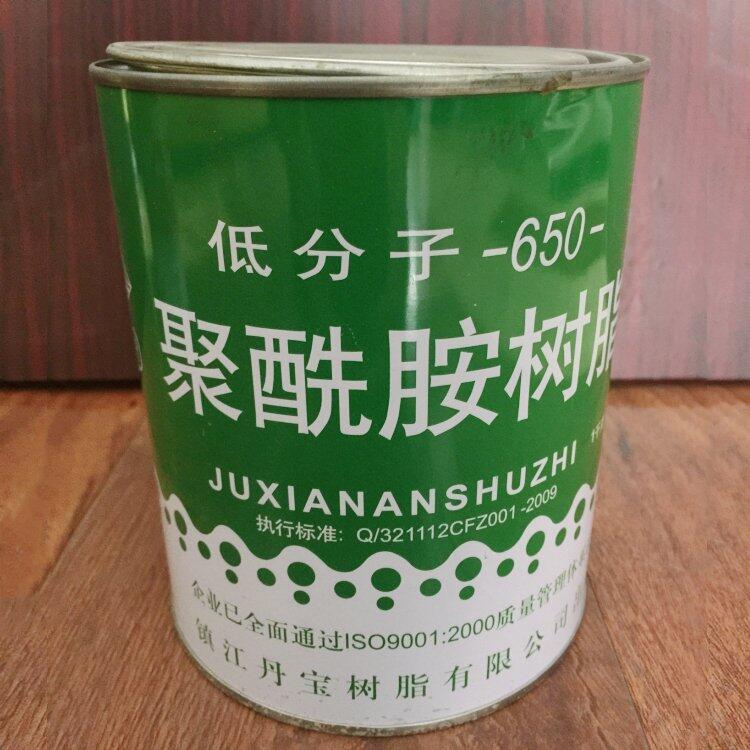 低分子-650-
聚酰胺树脂
JUXIANANSHUZHI
执行标准: Q/321112CFZ001-2009
企业已全面通过ISO9001:2000质量管理体
镇江丹宝树脂有限公司